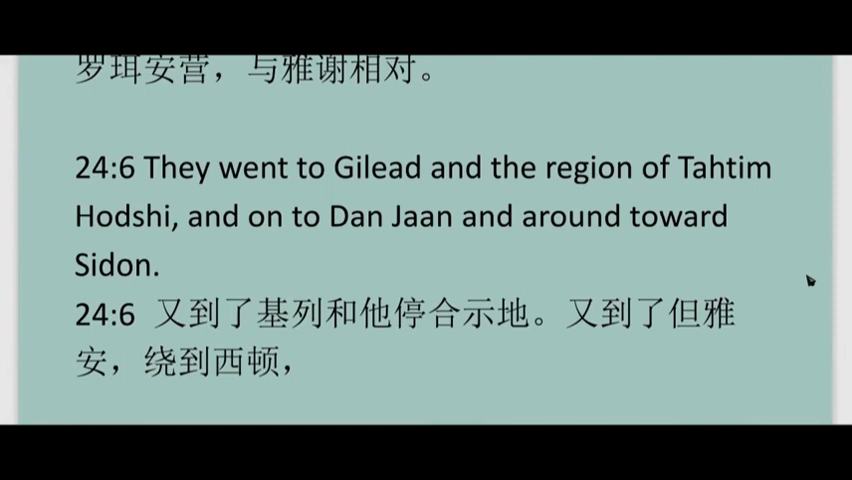 罗珥安营，与雅谢相对。
24:6 They went to Gilead and the region of Tahtim
Hodshi, and on to Dan Jaan and around toward
Sidon.
24:6 又到了基列和他停合示地。又到了但雅
安，绕到西顿，